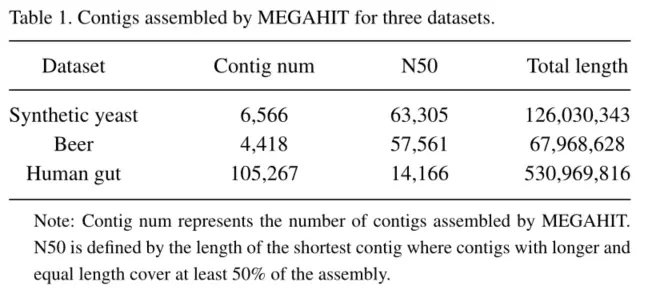 Table 1. Contigs assembled by MEGAHIT for three datasets.
Dataset Contig num N50 Total length
Synthetic yeast 6,566 63,305 126,030,343
Beer 4,418 57,561 67,968,628
Human gut 105,267 14,166 530,969,816
Note: Contig num represents the number of contigs assembled by MEGAHIT.
N50 is defined by the length of the shortest contig where contigs with longer and
equal length cover at least 50% of the assembly.